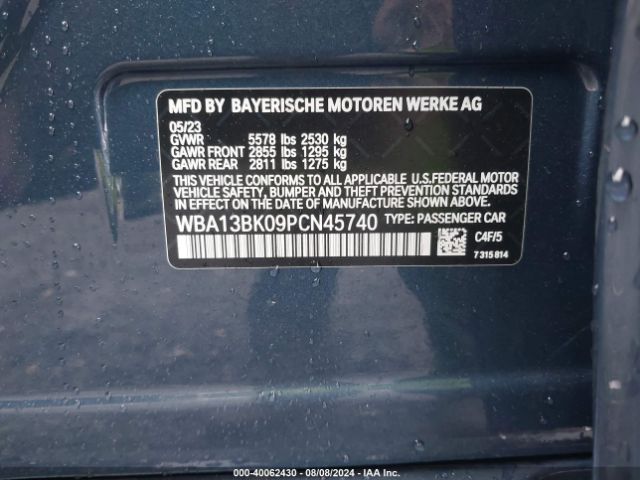 MFD BY BAYERISCHE MOTOREN WERKE AG
05/23
GVWR 5578 lbs 2530 kg
GAWR FRONT 2855 lbs 1295 kg
GAWR REAR 2811 lbs 1275 kg
THIS VEHICLE CONFORMS TO ALL APPLICABLE U.S.FEDERAL MOTOR
VEHICLE SAFETY, BUMPER AND THEFT PREVENTION STANDARDS
IN EFFECT ON THE DATE OF MANUFACTURE SHOWN ABOVE.
WBA13BK09PCN45740 TYPE: PASSENGER CAR
C4F/5
7 315 814
000-40062430 - 08/08/2024 - IAA Inc.